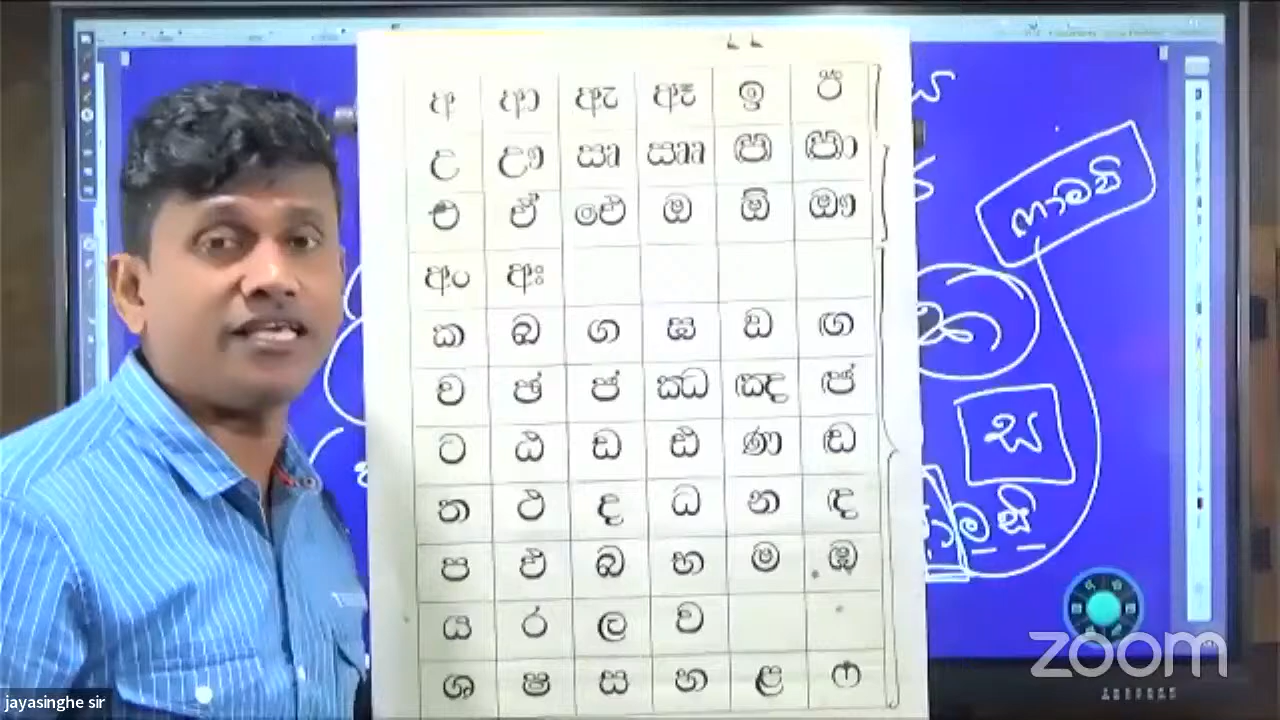 අ ආ ඇ ඈ ඉ ඊ
උ ඌ ඍ ඎ ඏ ඐ
එ ඒ ඓ ඔ ඕ ඖ
අං අඃ
ක ඛ ග ඝ ඞ ඟ
ච ඡ ජ ඣ ඤ ඦ
ට ඨ ඩ ඪ ණ ඬ
ත ථ ද ධ න ඳ
ප ඵ බ භ ම ඹ
ය ර ල ව
ශ ෂ ස හ ළ ෆ
ස
jayasinghe sir
zoom